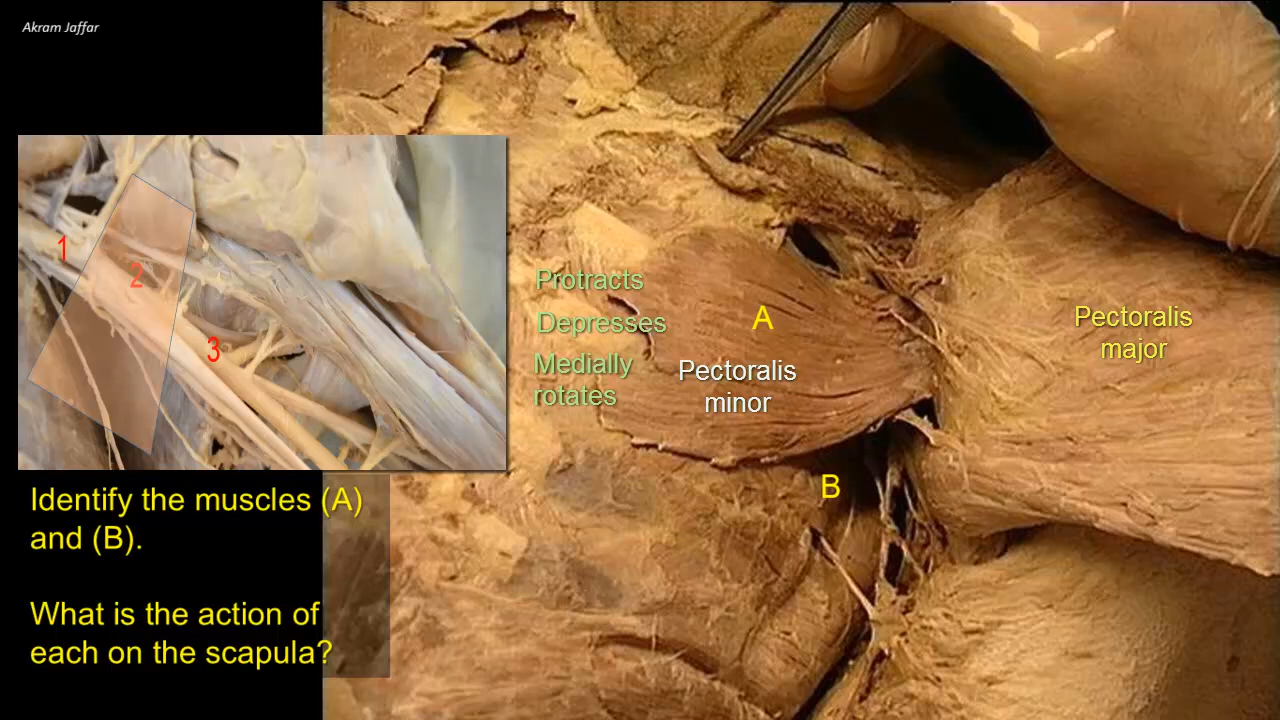 Akram Jaffar
1
2
3
Protracts
Depresses
Medially
rotates
A
Pectoralis
minor
Pectoralis
major
B
Identify the muscles (A)
and (B).
What is the action of
each on the scapula?